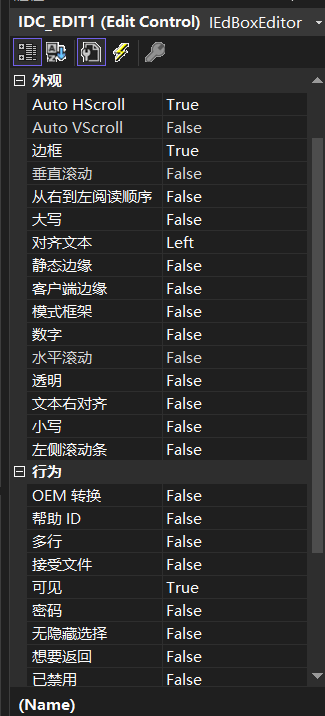 IDC_EDIT1 (Edit Control) IEdBoxEditor
外观
Auto HScroll True
Auto VScroll False
边框 True
垂直滚动 False
从右到左阅读顺序 False
大写 False
对齐文本 Left
静态边缘 False
客户端边缘 False
模式框架 False
数字 False
水平滚动 False
透明 False
文本右对齐 False
小写 False
左侧滚动条 False
行为
OEM 转换 False
帮助 ID False
多行 False
接受文件 False
可见 True
密码 False
无隐藏选择 False
想要返回 False
已禁用 False
(Name)